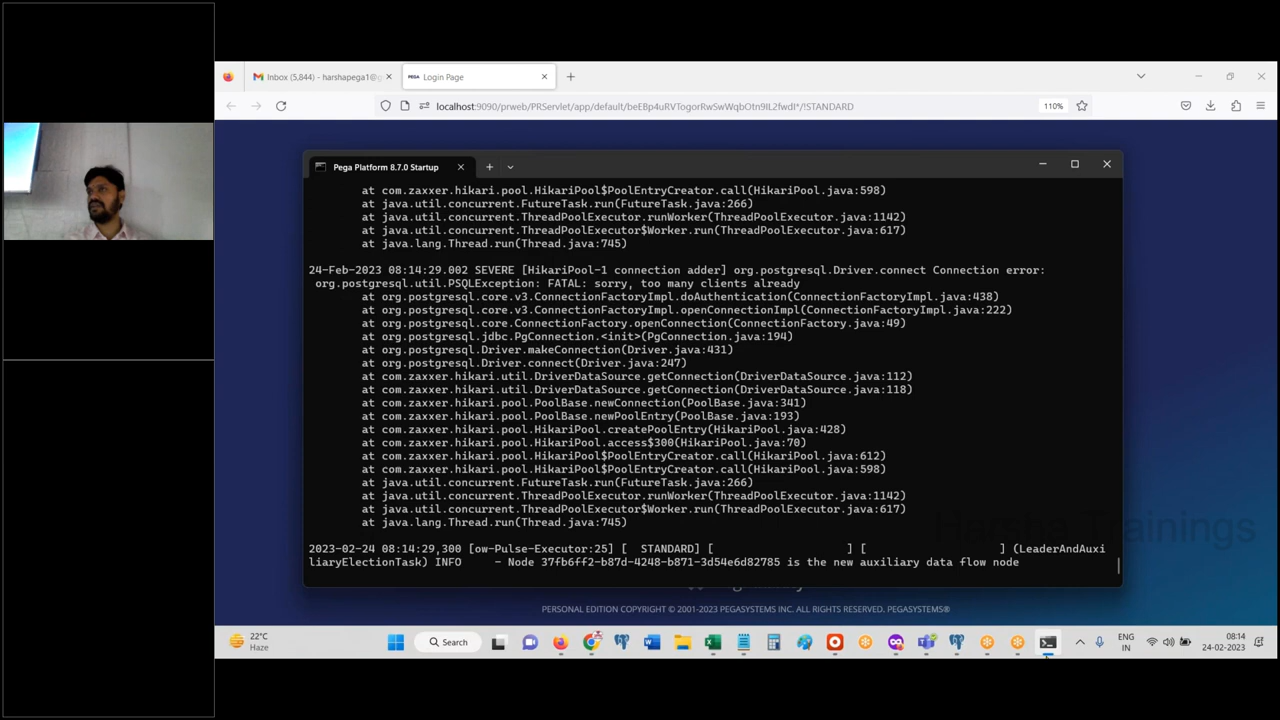 Inbox (5,844) - harshapega1@g
PEGA Login Page
localhost:9090/prweb/PRServlet/app/default/beEBp4uRVTogorRwSwWqbOtn9IL2fwdI*/!STANDARD
110%
Pega Platform 8.7.0 Startup
at com.zaxxer.hikari.pool.HikariPool$PoolEntryCreator.call(HikariPool.java:598)
at java.util.concurrent.FutureTask.run(FutureTask.java:266)
at java.util.concurrent.ThreadPoolExecutor.runWorker(ThreadPoolExecutor.java:1142)
at java.util.concurrent.ThreadPoolExecutor$Worker.run(ThreadPoolExecutor.java:617)
at java.lang.Thread.run(Thread.java:745)
24-Feb-2023 08:14:29.002 SEVERE [HikariPool-1 connection adder] org.postgresql.Driver.connect Connection error:
org.postgresql.util.PSQLException: FATAL: sorry, too many clients already
at org.postgresql.core.v3.ConnectionFactoryImpl.doAuthentication(ConnectionFactoryImpl.java:438)
at org.postgresql.core.v3.ConnectionFactoryImpl.openConnectionImpl(ConnectionFactoryImpl.java:222)
at org.postgresql.core.ConnectionFactory.openConnection(ConnectionFactory.java:49)
at org.postgresql.jdbc.PgConnection.<init>(PgConnection.java:194)
at org.postgresql.Driver.makeConnection(Driver.java:431)
at org.postgresql.Driver.connect(Driver.java:247)
at com.zaxxer.hikari.util.DriverDataSource.getConnection(DriverDataSource.java:112)
at com.zaxxer.hikari.util.DriverDataSource.getConnection(DriverDataSource.java:118)
at com.zaxxer.hikari.pool.PoolBase.newConnection(PoolBase.java:341)
at com.zaxxer.hikari.pool.PoolBase.newPoolEntry(PoolBase.java:193)
at com.zaxxer.hikari.pool.HikariPool.createPoolEntry(HikariPool.java:428)
at com.zaxxer.hikari.pool.HikariPool.access$300(HikariPool.java:70)
at com.zaxxer.hikari.pool.HikariPool$PoolEntryCreator.call(HikariPool.java:612)
at com.zaxxer.hikari.pool.HikariPool$PoolEntryCreator.call(HikariPool.java:598)
at java.util.concurrent.FutureTask.run(FutureTask.java:266)
at java.util.concurrent.ThreadPoolExecutor.runWorker(ThreadPoolExecutor.java:1142)
at java.util.concurrent.ThreadPoolExecutor$Worker.run(ThreadPoolExecutor.java:617)
at java.lang.Thread.run(Thread.java:745)
Harsha Trainings
2023-02-24 08:14:29,300 [ow-Pulse-Executor:25] [ STANDARD] [ ] [ ] (LeaderAndAuxi
liaryElectionTask) INFO - Node 37fb6ff2-b87d-4248-b871-3d54e6d82785 is the new auxiliary data flow node
PERSONAL EDITION COPYRIGHT © 2001-2023 PEGASYSTEMS INC. ALL RIGHTS RESERVED. PEGASYSTEMS®
22°C
Haze
Search
ENG
IN
08:14
24-02-2023